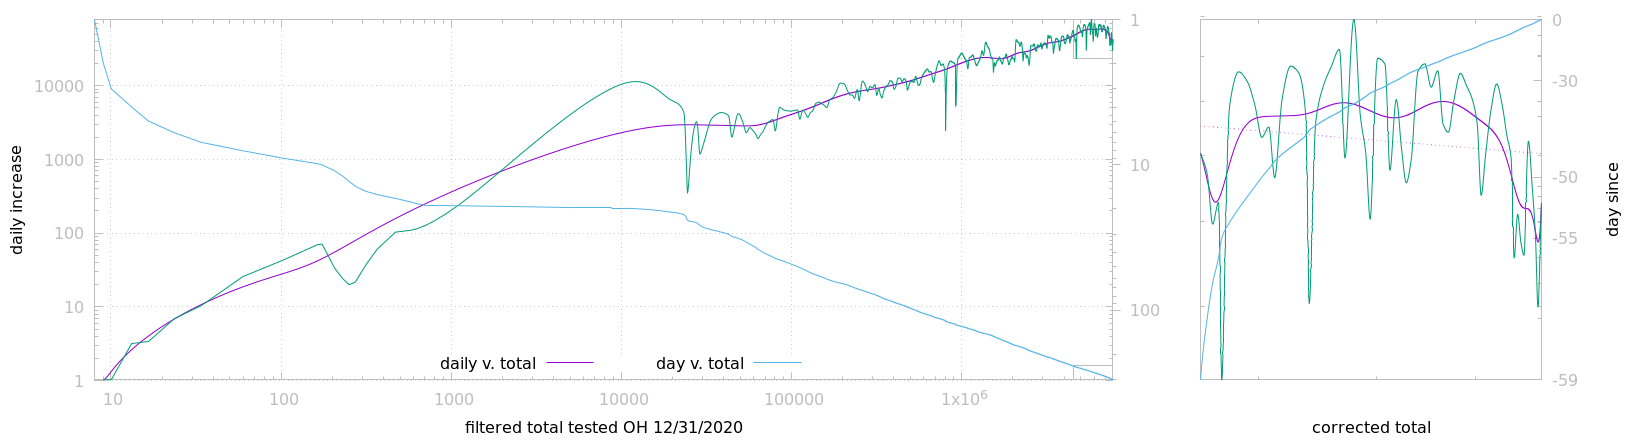 daily increase
10000
1000
100
10
1
10
100
1000
10000
100000
1x10^6
1
10
100
daily v. total
day v. total
filtered total tested OH 12/31/2020
0
-30
-50
-55
-59
day since
corrected total